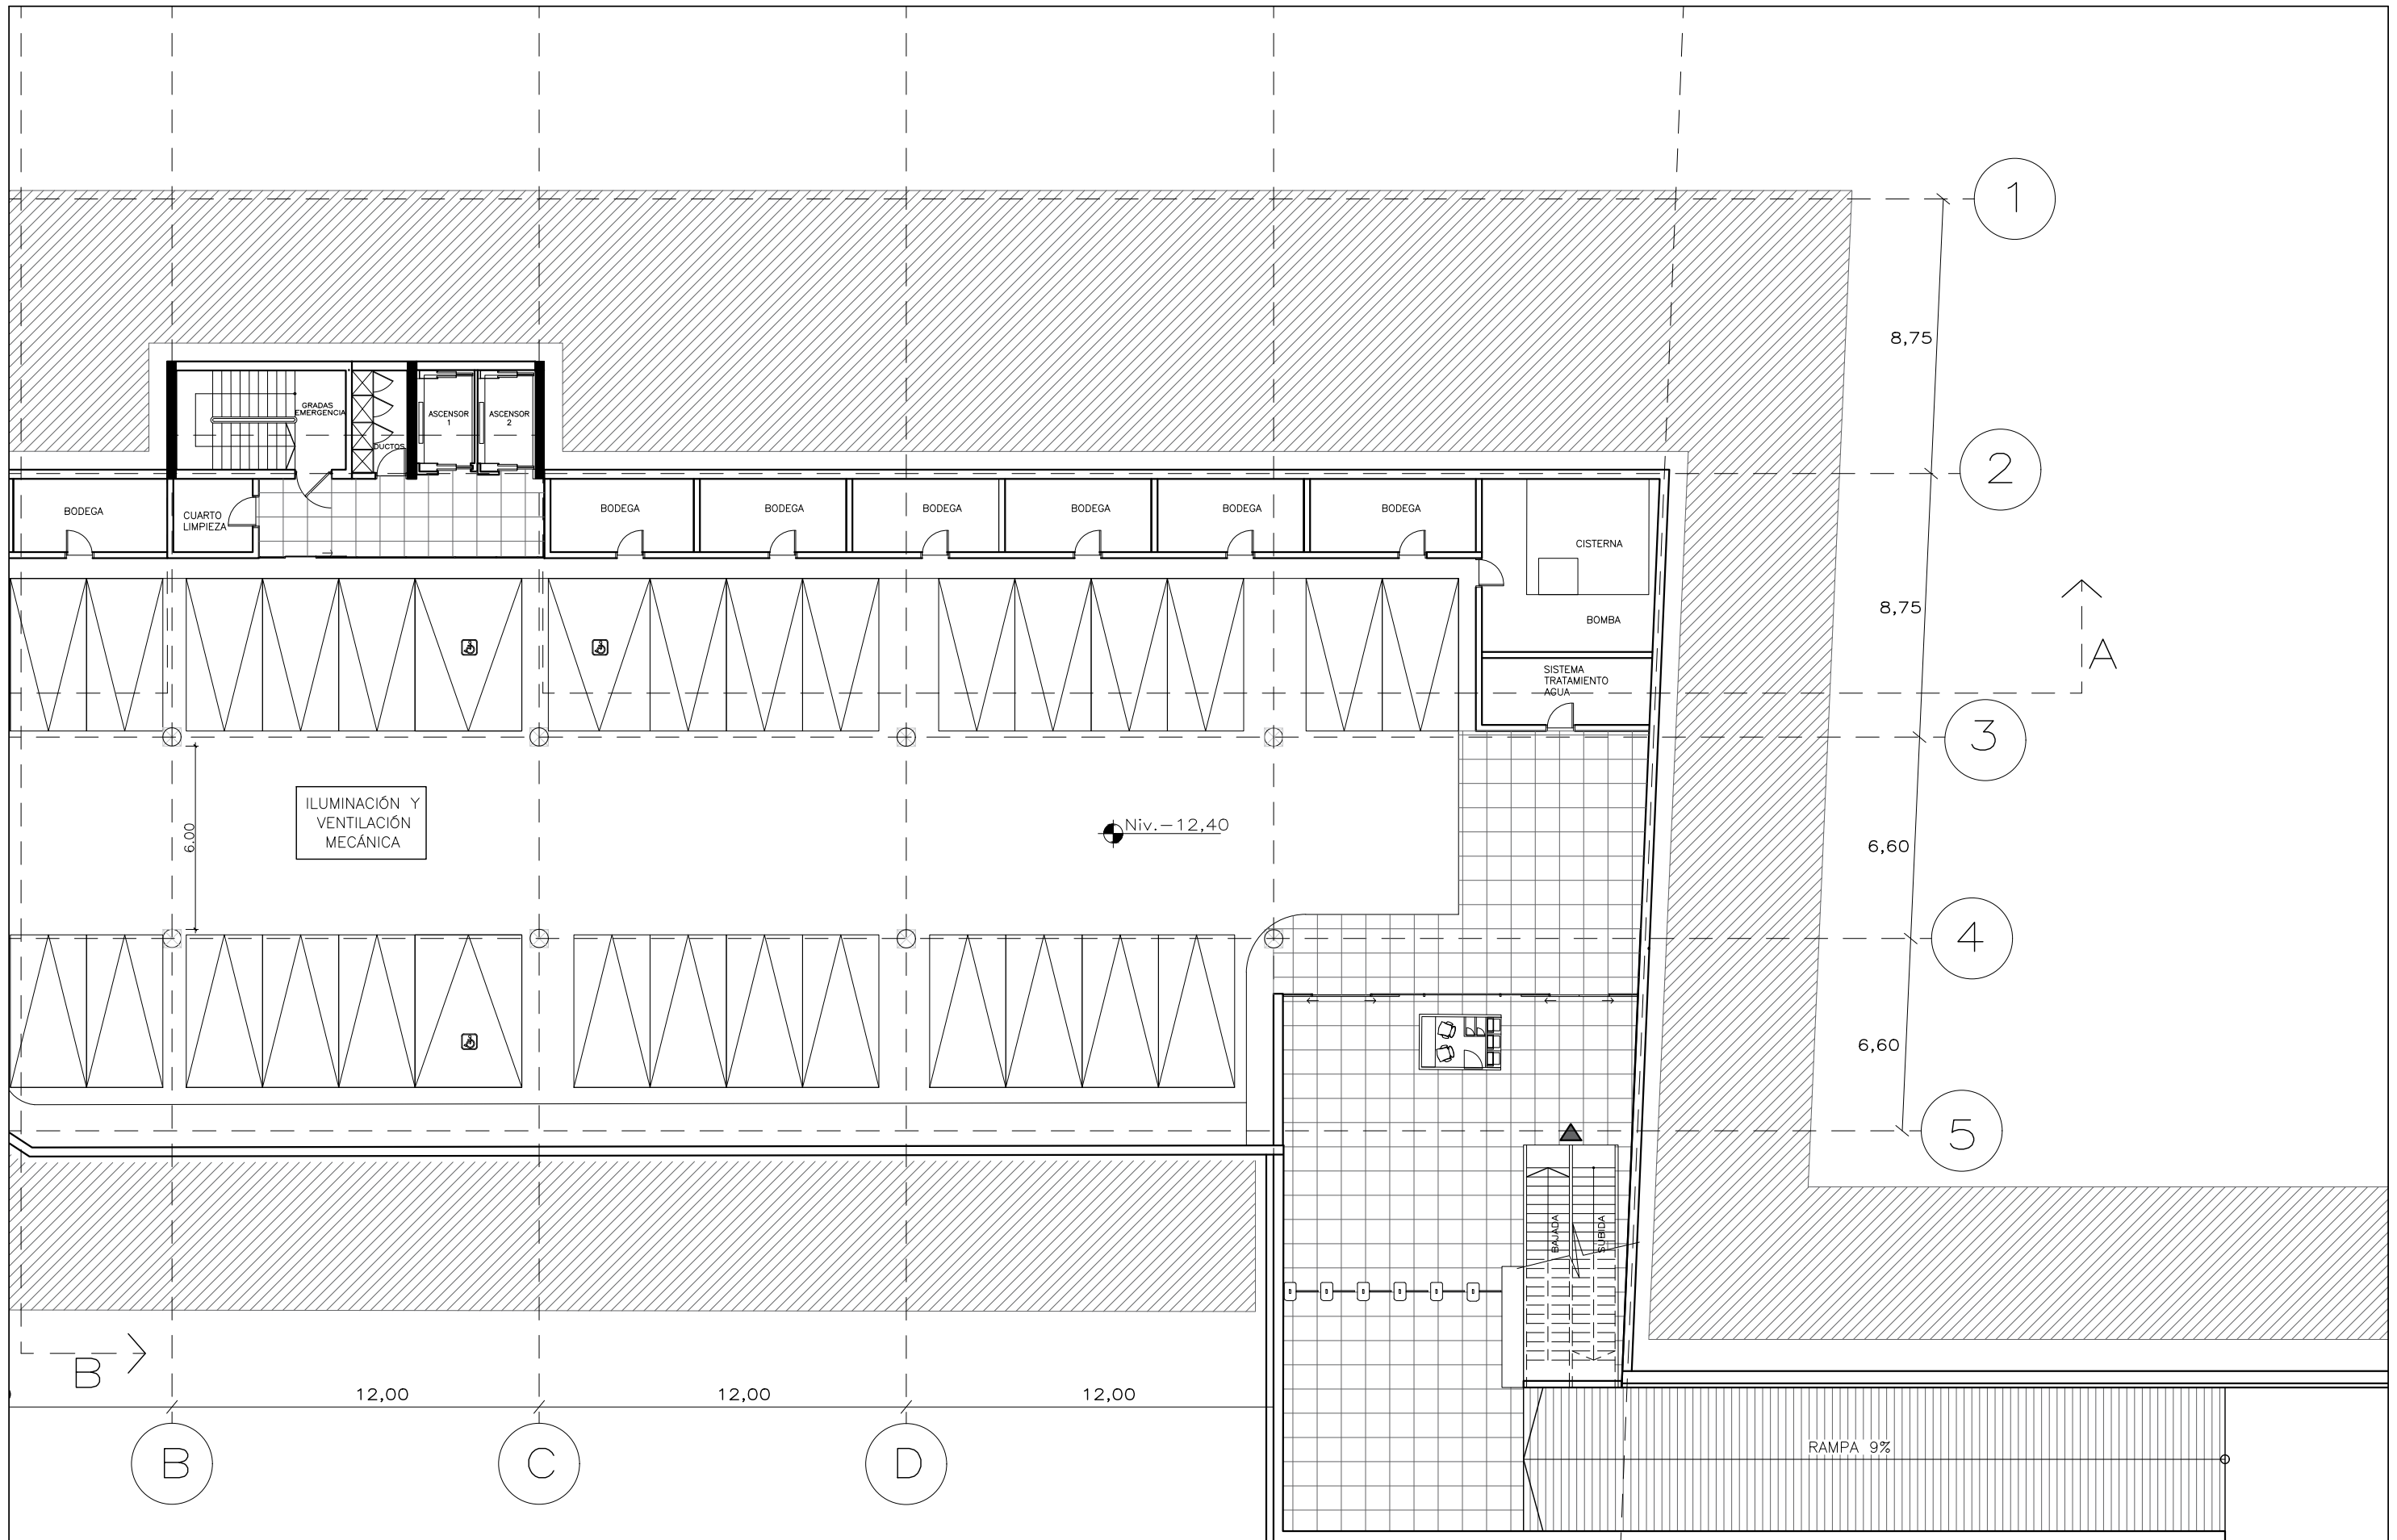 1
8,75
GRADAS
EMERGENCIA
ASCENSOR
1
ASCENSOR
2
DUCTOS
2
BODEGA
CUARTO
LIMPIEZA
BODEGA
BODEGA
BODEGA
BODEGA
BODEGA
BODEGA
CISTERNA
8,75
BOMBA
A
SISTEMA
TRATAMIENTO
AGUA
3
ILUMINACIÓN Y
VENTILACIÓN
MECÁNICA
6.00
Niv.-12,40
6,60
4
6,60
5
BAJADA
SUBIDA
B
12,00
12,00
12,00
B
C
D
RAMPA 9%